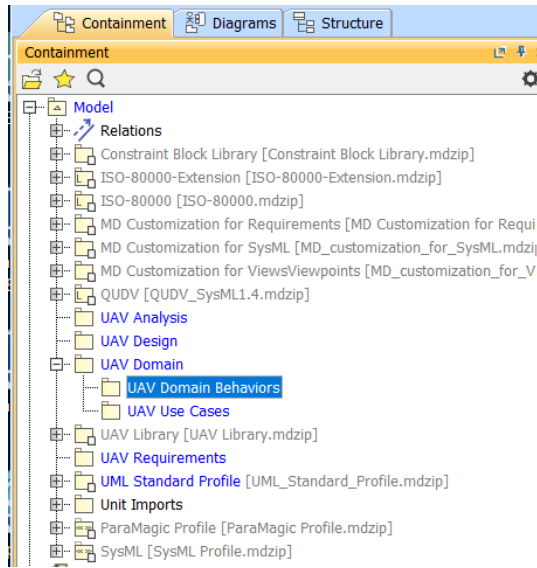 Containment Diagrams Structure
Containment
Model
Relations
Constraint Block Library [Constraint Block Library.mdzip]
L ISO-80000-Extension [ISO-80000-Extension.mdzip]
L ISO-80000 [ISO-80000.mdzip]
MD Customization for Requirements [MD Customization for Requi
MD Customization for SysML [MD_customization_for_SysML.mdzi
MD Customization for ViewsViewpoints [MD_customization_for_V
L QUDV [QUDV_SysML1.4.mdzip]
UAV Analysis
UAV Design
UAV Domain
UAV Domain Behaviors
UAV Use Cases
UAV Library [UAV Library.mdzip]
UAV Requirements
UML Standard Profile [UML_Standard_Profile.mdzip]
Unit Imports
ParaMagic Profile [ParaMagic Profile.mdzip]
SysML [SysML Profile.mdzip]